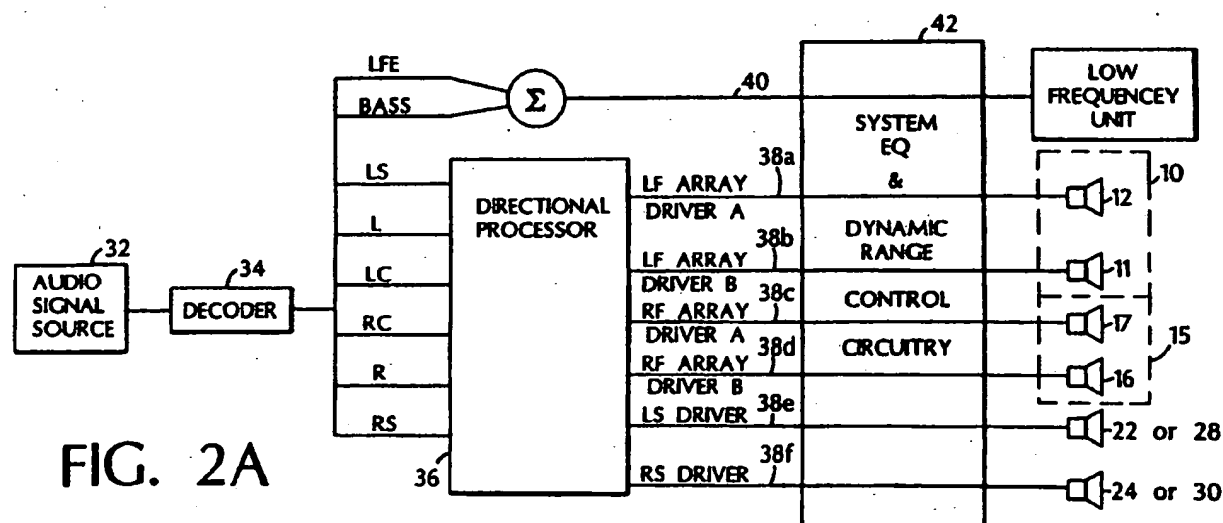 42
34
LFE
BASS
Σ
40
LOW
FREQUENCEY
UNIT
SYSTEM
EQ
&
DYNAMIC
RANGE
CONTROL
CIRCUITRY
LS
L
LC
RC
R
RS
DIRECTIONAL
PROCESSOR
36
32
AUDIO
SIGNAL
SOURCE
34
DECODER
LF ARRAY 38a
DRIVER A
LF ARRAY 38b
DRIVER B
RF ARRAY 38c
DRIVER A
RF ARRAY 38d
DRIVER B
LS DRIVER 38e
RS DRIVER 38f
10
12
11
17
15
16
22 or 28
24 or 30
FIG. 2A